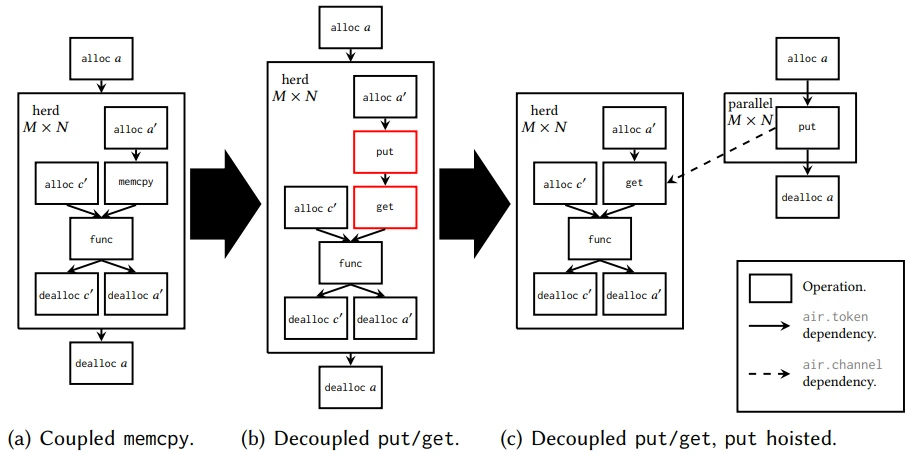 alloc a
herd
M × N
alloc a′
alloc c′
memcpy
func
dealloc c′
dealloc a′
dealloc a
(a) Coupled memcpy.
alloc a
herd
M × N
alloc a′
put
alloc c′
get
func
dealloc c′
dealloc a′
dealloc a
(b) Decoupled put/get.
herd
M × N
alloc a′
alloc c′
get
func
dealloc c′
dealloc a′
alloc a
parallel
M × N
put
dealloc a
Operation.
air.token
dependency.
air.channel
dependency.
(c) Decoupled put/get, put hoisted.